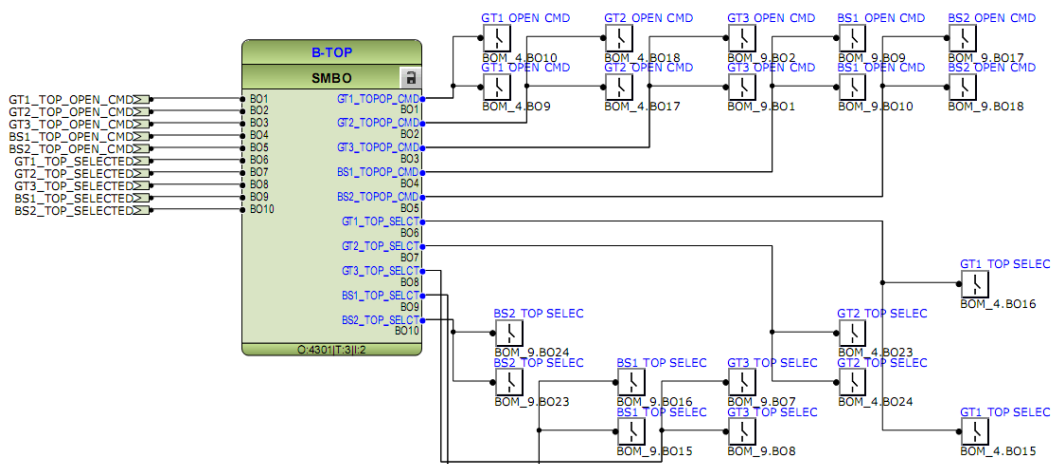 GT1 OPEN CMD GT2 OPEN CMD GT3 OPEN CMD BS1 OPEN CMD BS2 OPEN CMD
BOM_4.BO10 BOM_4.BO18 BOM_9.BO2 BOM_9.BO9 BOM_9.BO17
GT1 OPEN CMD GT2 OPEN CMD GT3 OPEN CMD BS1 OPEN CMD BS2 OPEN CMD
BOM_4.BO9 BOM_4.BO17 BOM_9.BO1 BOM_9.BO10 BOM_9.BO18
B-TOP
SMBO
GT1_TOP_OPEN_CMD
GT2_TOP_OPEN_CMD
GT3_TOP_OPEN_CMD
BS1_TOP_OPEN_CMD
BS2_TOP_OPEN_CMD
GT1_TOP_SELECTED
GT2_TOP_SELECTED
GT3_TOP_SELECTED
BS1_TOP_SELECTED
BS2_TOP_SELECTED
BO1
BO2
BO3
BO4
BO5
BO6
BO7
BO8
BO9
BO10
GT1_TOPOP_CMD
BO1
GT2_TOPOP_CMD
BO2
GT3_TOPOP_CMD
BO3
BS1_TOPOP_CMD
BO4
BS2_TOPOP_CMD
BO5
GT1_TOP_SELCT
BO6
GT2_TOP_SELCT
BO7
GT3_TOP_SELCT
BO8
BS1_TOP_SELCT
BO9
BS2_TOP_SELCT
BO10
O:4301|T:3|I:2
GT1 TOP SELEC
BOM_4.BO16
BS2 TOP SELEC GT2 TOP SELEC
BOM_9.BO24 BOM_4.BO23
BS2 TOP SELEC BS1 TOP SELEC GT3 TOP SELEC GT2 TOP SELEC
BOM_9.BO23 BOM_9.BO16 BOM_9.BO7 BOM_4.BO24
BS1 TOP SELEC GT3 TOP SELEC GT1 TOP SELEC
BOM_9.BO15 BOM_9.BO8 BOM_4.BO15